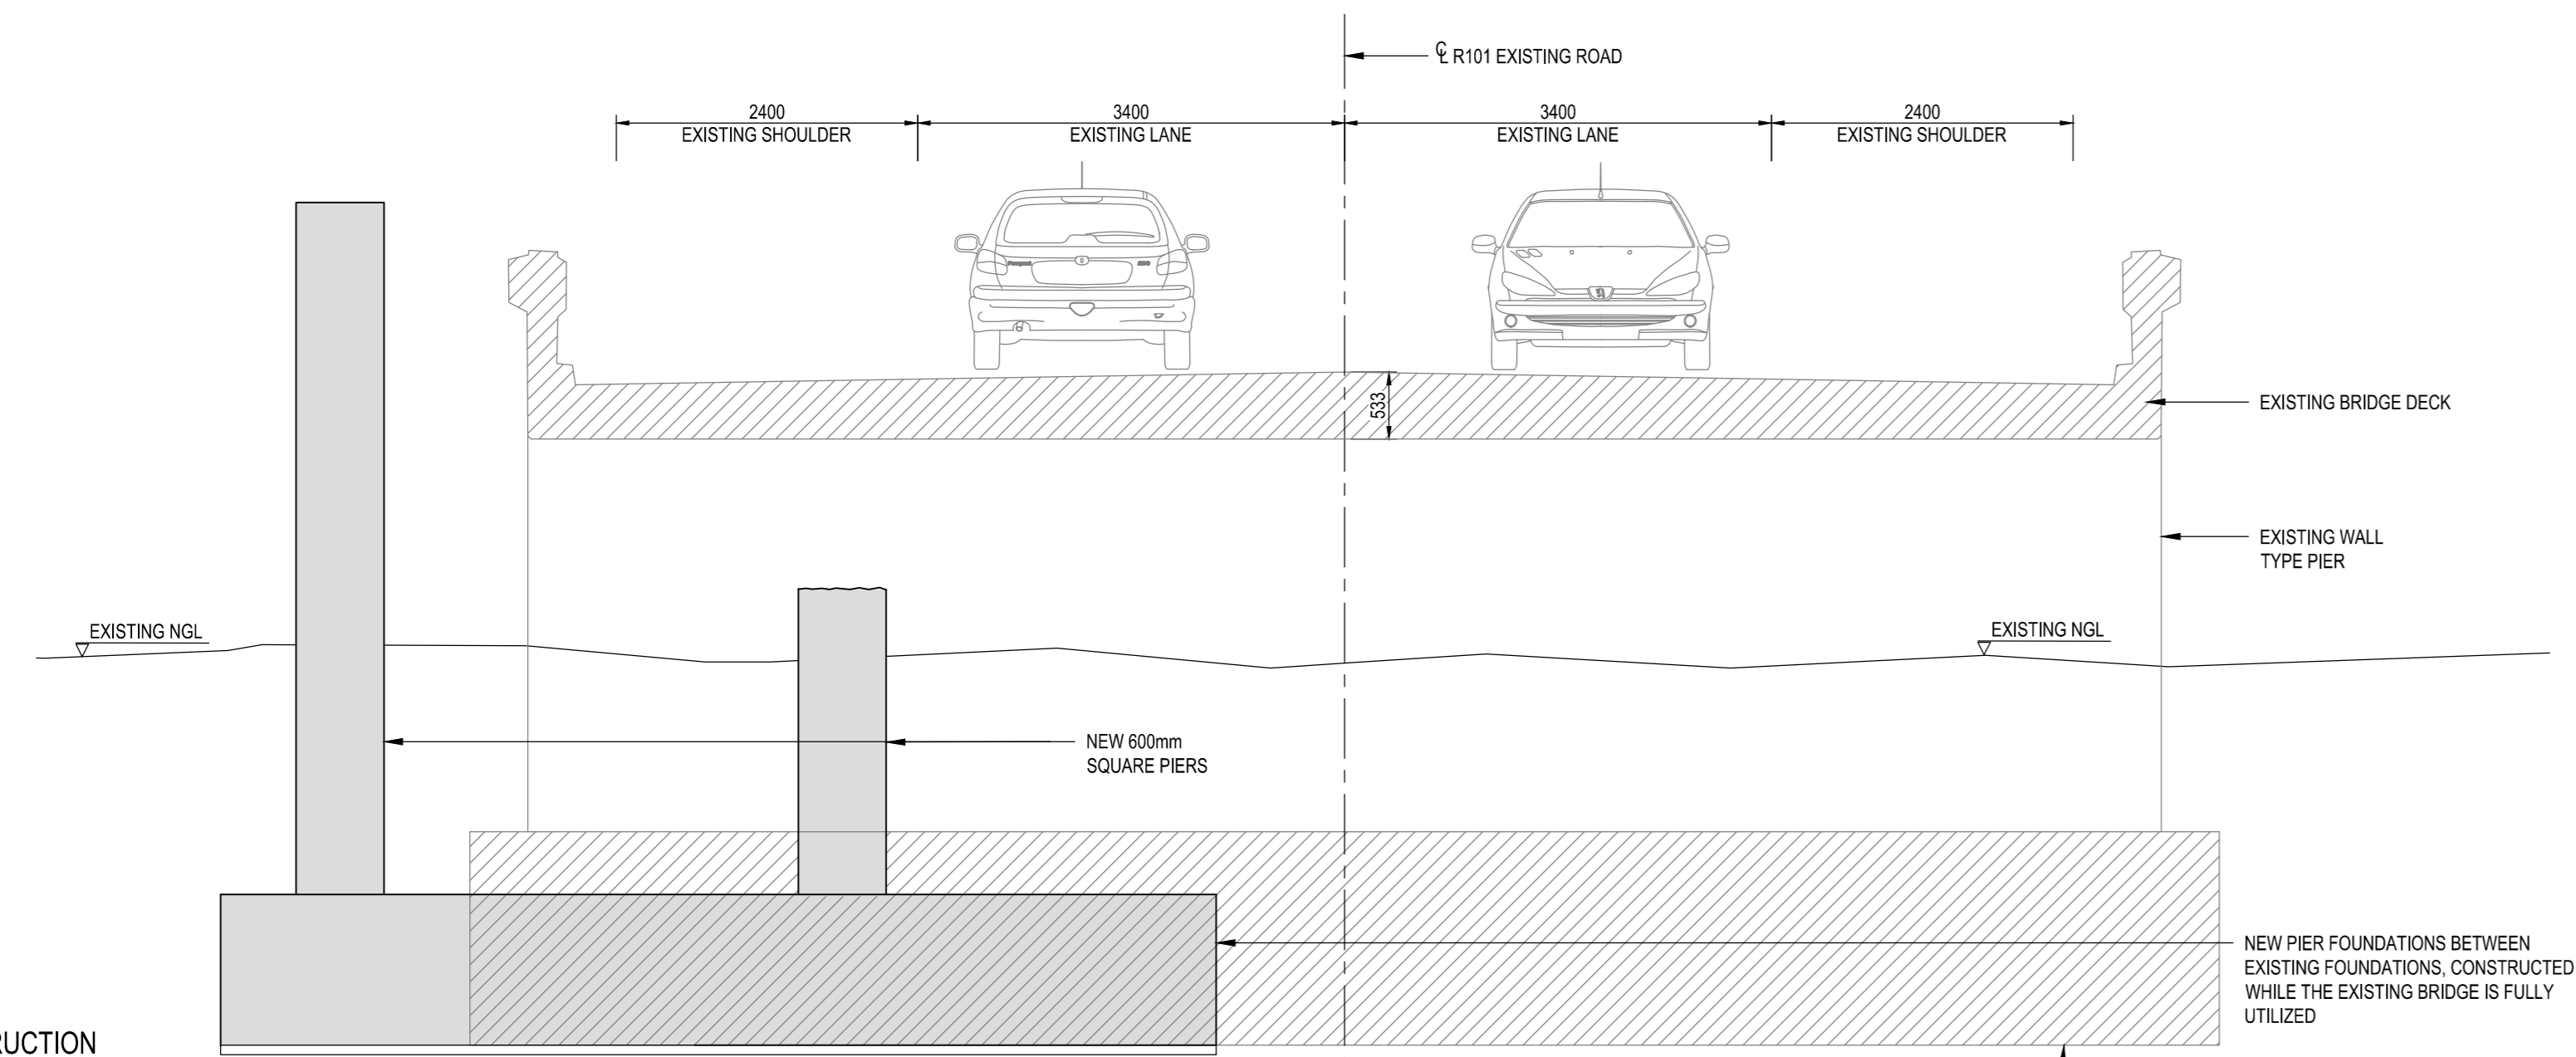 ℄ R101 EXISTING ROAD
2400
EXISTING SHOULDER
3400
EXISTING LANE
3400
EXISTING LANE
2400
EXISTING SHOULDER
533
EXISTING BRIDGE DECK
EXISTING WALL
TYPE PIER
EXISTING NGL
EXISTING NGL
NEW 600mm
SQUARE PIERS
NEW PIER FOUNDATIONS BETWEEN
EXISTING FOUNDATIONS, CONSTRUCTED
WHILE THE EXISTING BRIDGE IS FULLY
UTILIZED
RUCTION